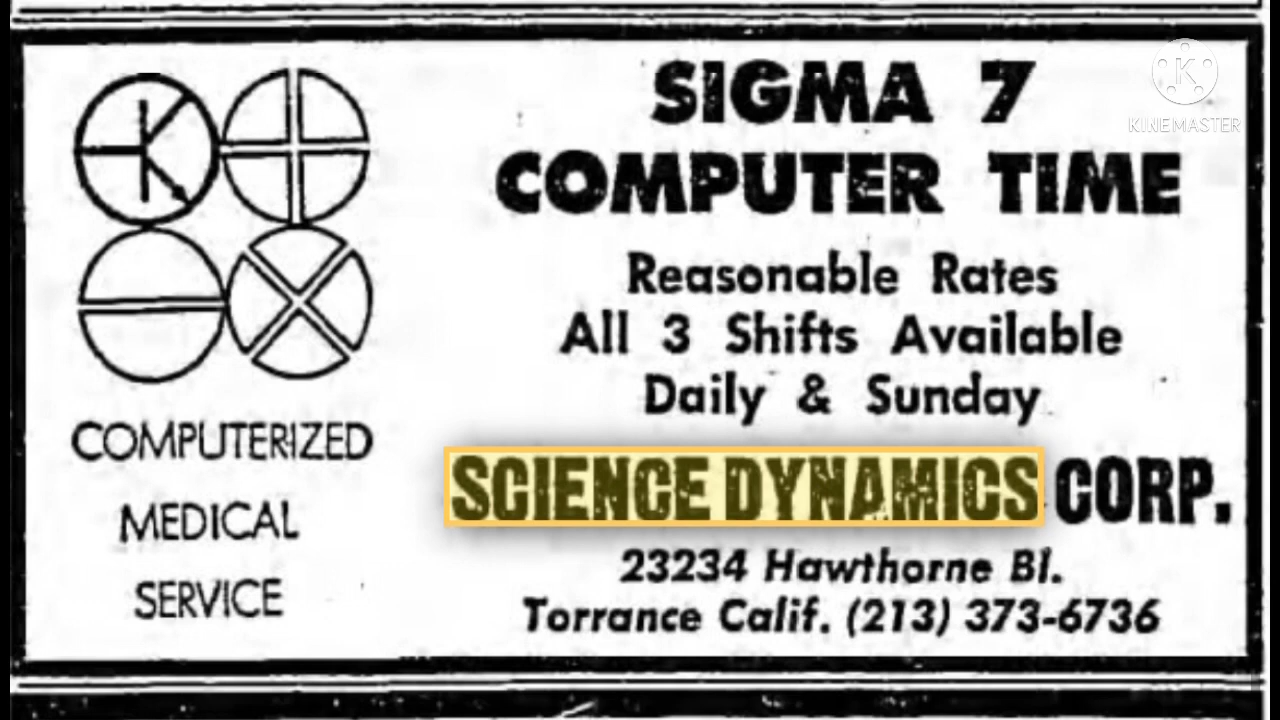 SIGMA 7
COMPUTER TIME
Reasonable Rates
All 3 Shifts Available
Daily & Sunday
SCIENCE DYNAMICS CORP.
23234 Hawthorne Bl.
Torrance Calif. (213) 373-6736
COMPUTERIZED
MEDICAL
SERVICE
K
KINEMASTER